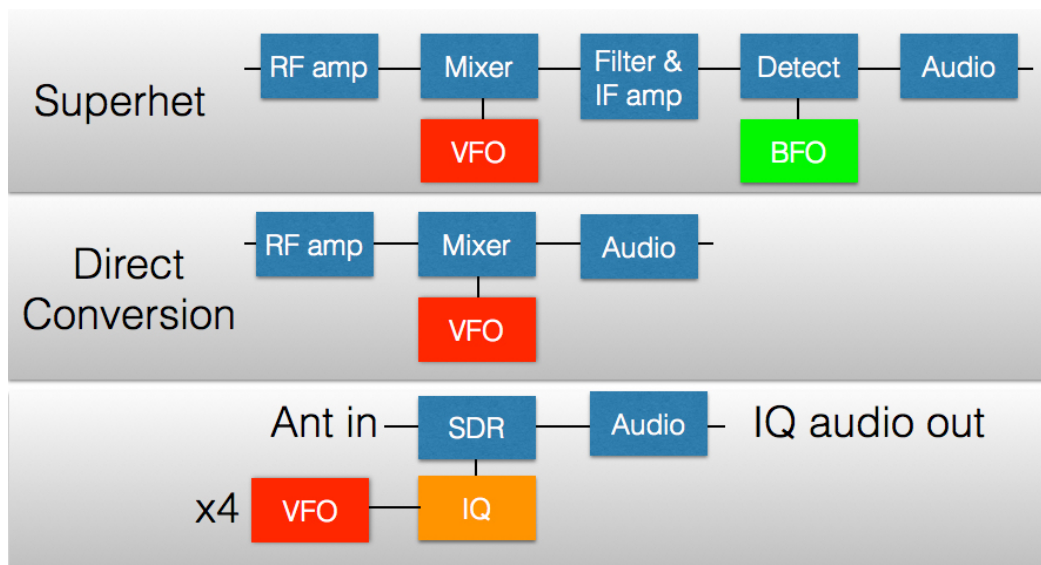 Superhet
RF amp
Mixer
Filter &
IF amp
Detect
Audio
VFO
BFO
Direct
Conversion
RF amp
Mixer
Audio
VFO
Ant in
SDR
Audio
IQ audio out
x4
VFO
IQ